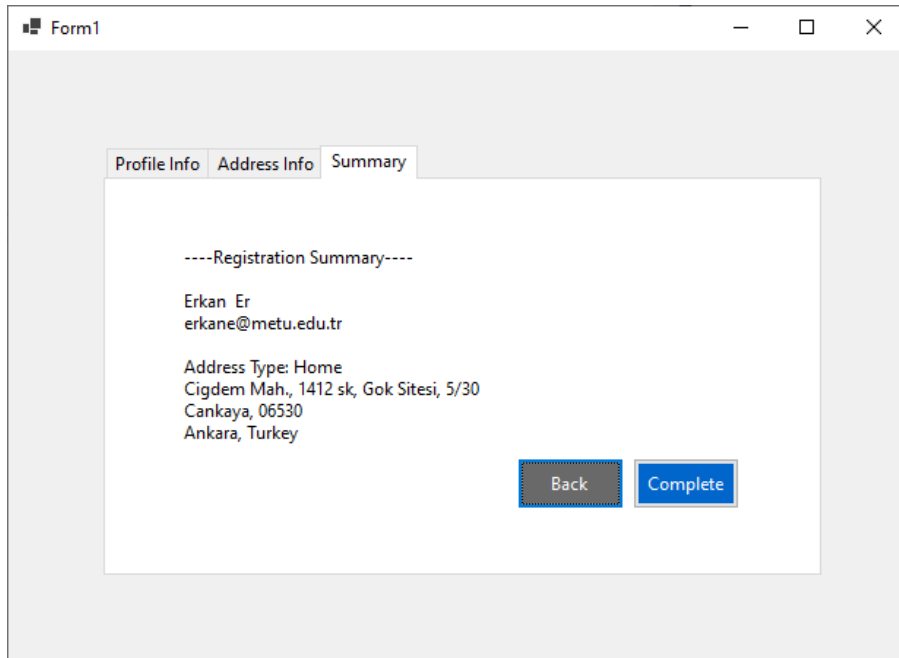 Form1
Profile Info Address Info Summary
----Registration Summary----
Erkan  Er
erkane@metu.edu.tr
Address Type: Home
Cigdem Mah., 1412 sk, Gok Sitesi, 5/30
Cankaya, 06530
Ankara, Turkey
Back Complete